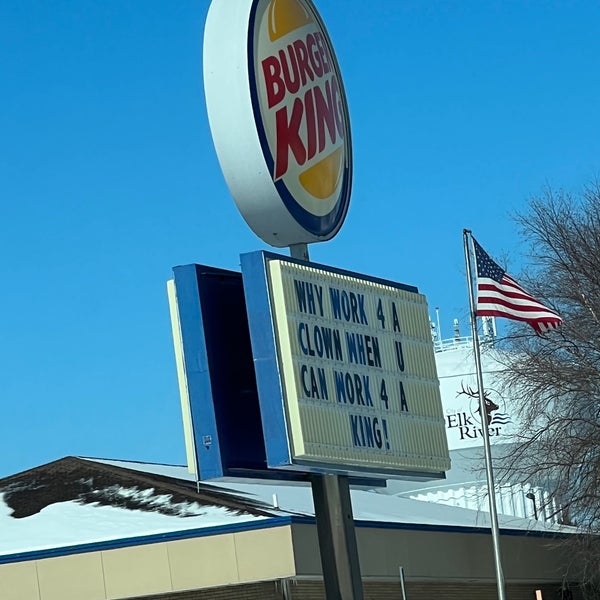 BURGER
KING
WHY WORK 4 A
CLOWN WHEN U
CAN WORK 4 A
KING!
Elk
River